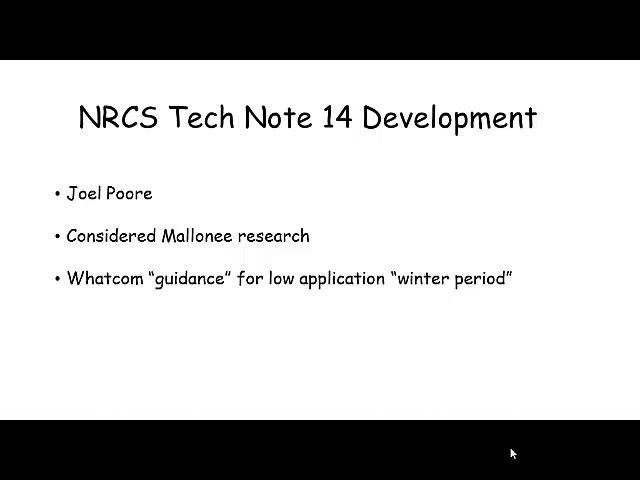 NRCS Tech Note 14 Development
• Joel Poore
• Considered Mallonee research
• Whatcom “guidance” for low application “winter period”